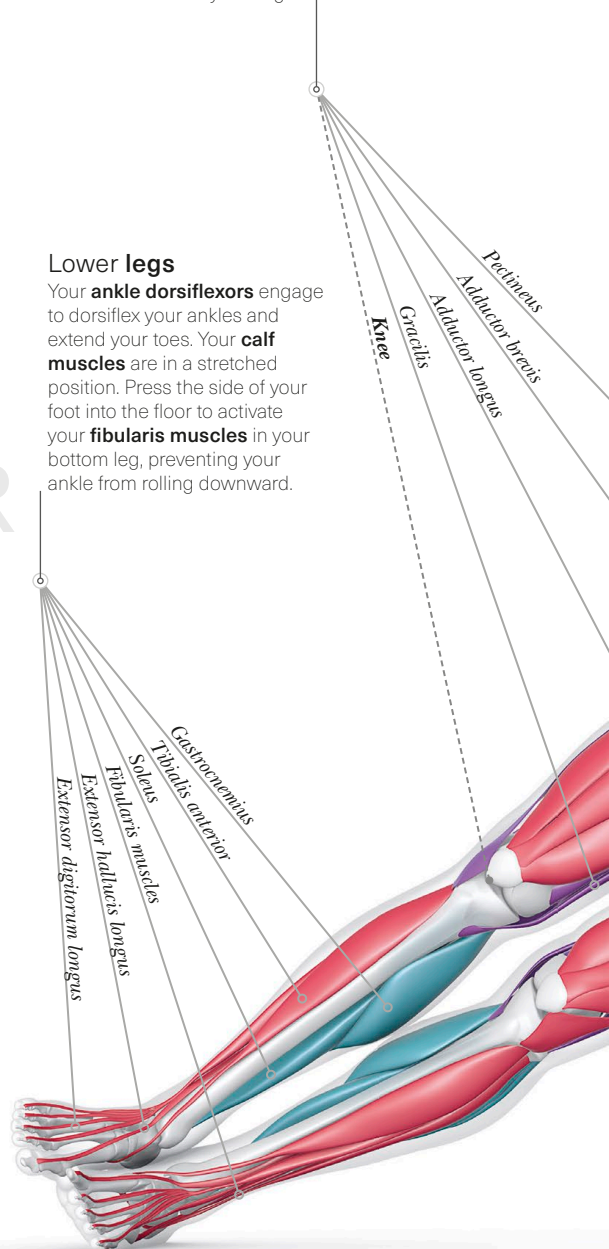 Pectineus
Adductor brevis
Adductor longus
Gracilis
Knee
Lower legs
Your ankle dorsiflexors engage
to dorsiflex your ankles and
extend your toes. Your calf
muscles are in a stretched
position. Press the side of your
foot into the floor to activate
your fibularis muscles in your
bottom leg, preventing your
ankle from rolling downward.
R
Gastrocnemius
Tibialis anterior
Soleus
Fibularis muscles
Extensor hallucis longus
Extensor digitorum longus